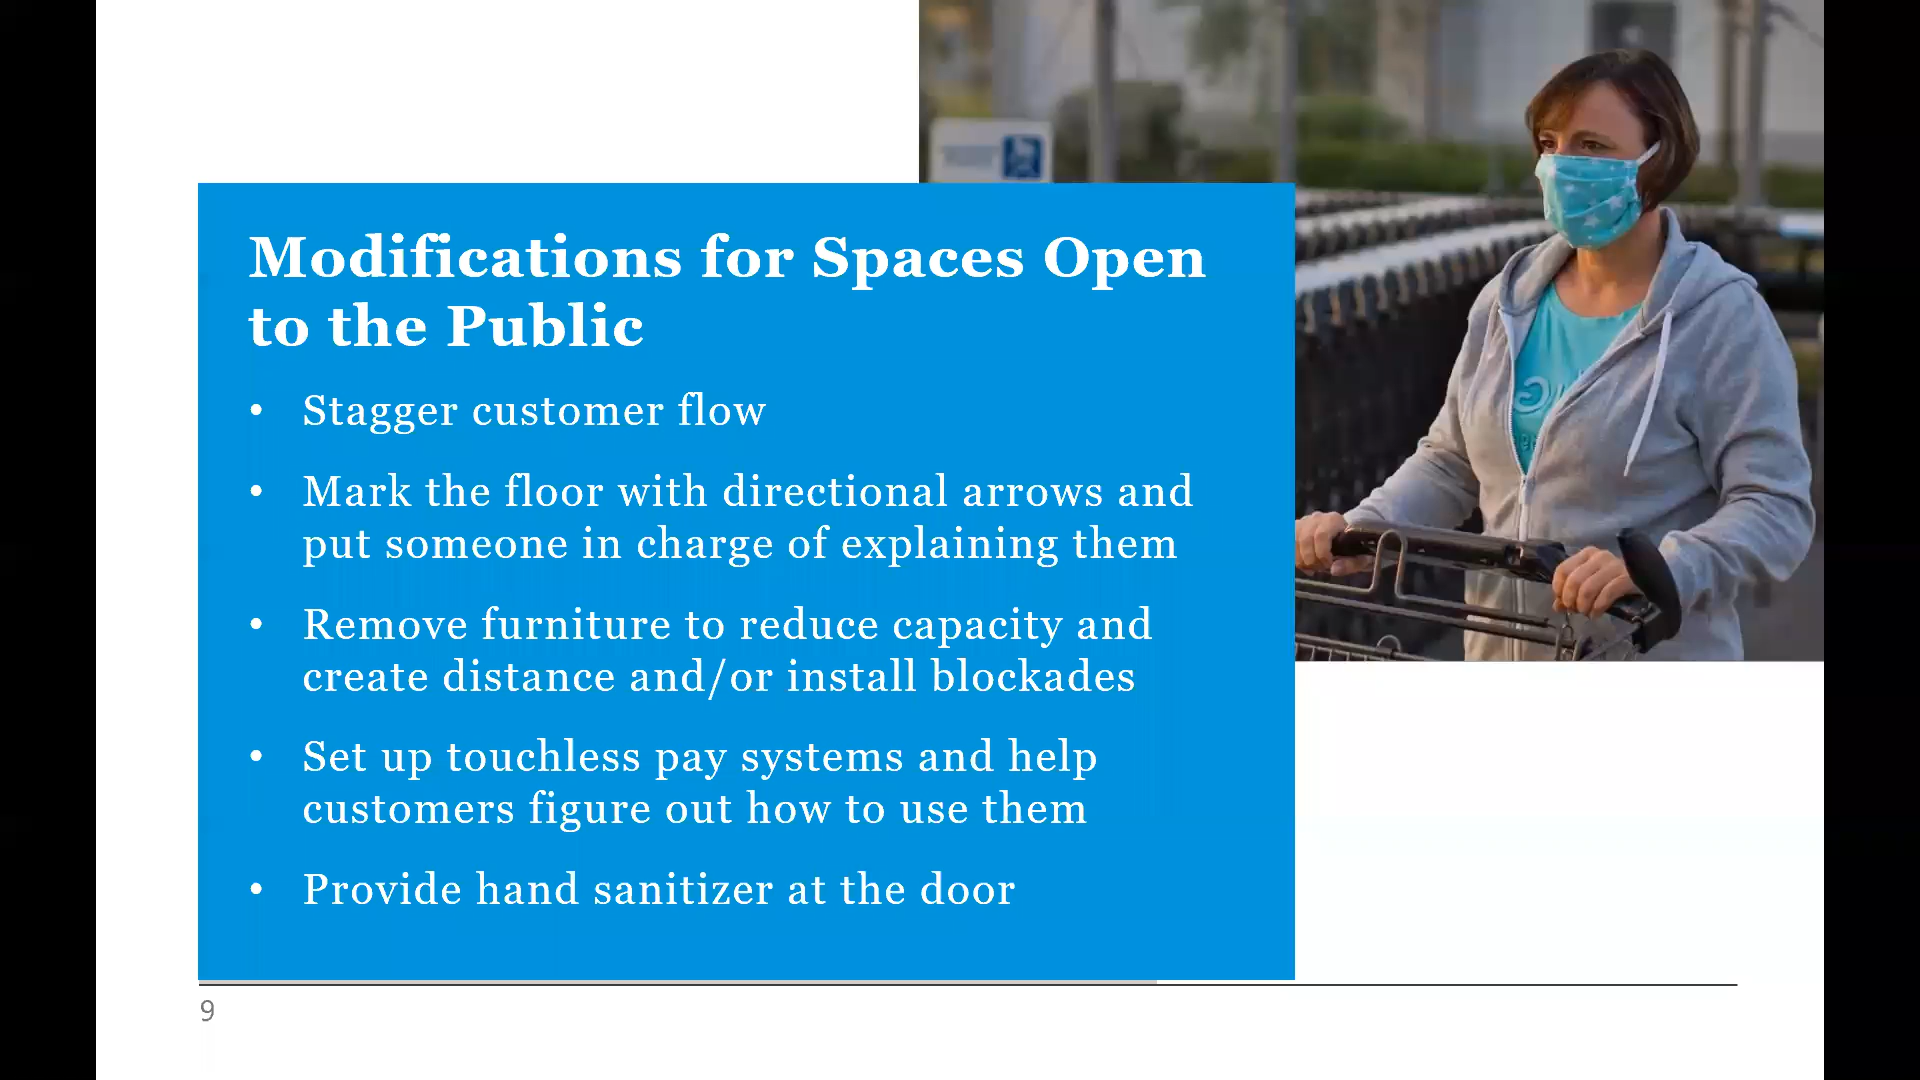 Modifications for Spaces Open
to the Public
• Stagger customer flow
• Mark the floor with directional arrows and
put someone in charge of explaining them
• Remove furniture to reduce capacity and
create distance and/or install blockades
• Set up touchless pay systems and help
customers figure out how to use them
• Provide hand sanitizer at the door
9